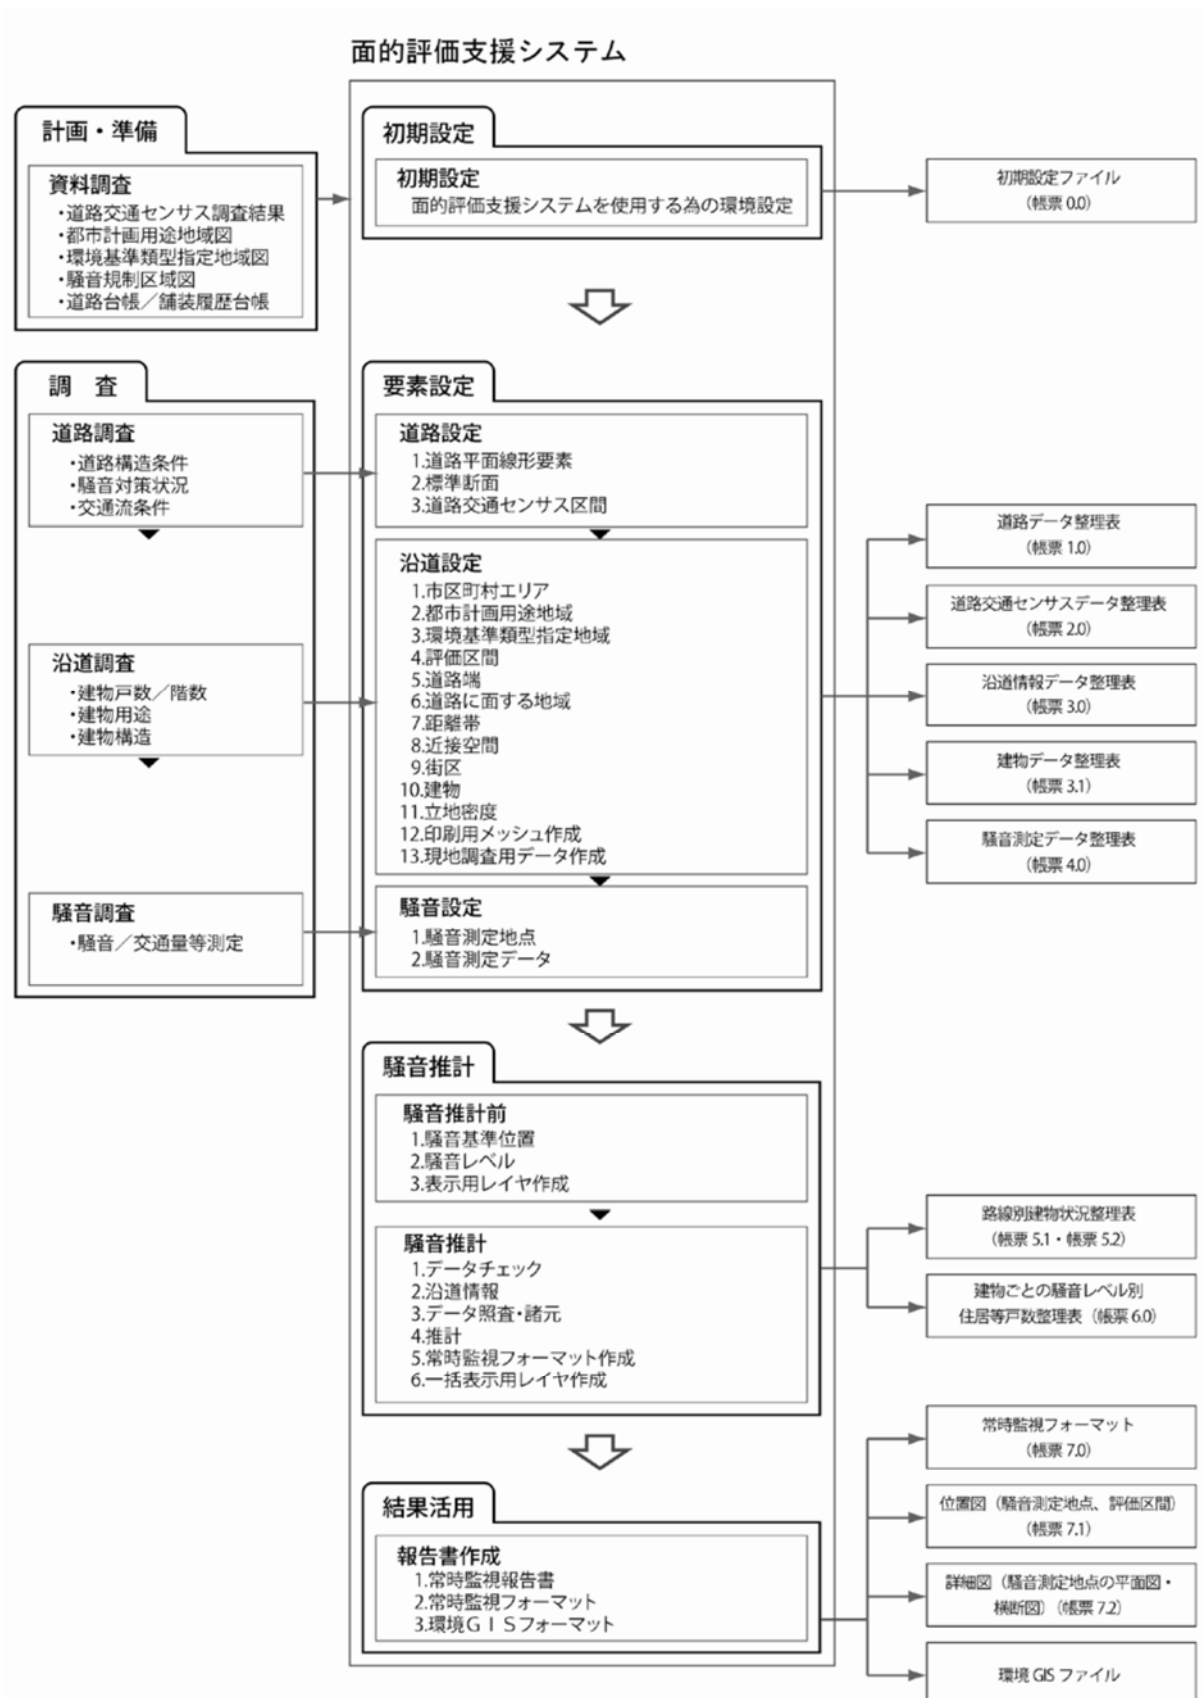 面的評価支援システム
計画・準備
資料調査
・道路交通センサス調査結果
・都市計画用途地域図
・環境基準類型指定地域図
・騒音規制区域図
・道路台帳／舗装履歴台帳
初期設定
初期設定
面的評価支援システムを使用する為の環境設定
初期設定ファイル
（帳票 0.0）
調　査
道路調査
・道路構造条件
・騒音対策状況
・交通流条件
沿道調査
・建物戸数／階数
・建物用途
・建物構造
騒音調査
・騒音／交通量等測定
要素設定
道路設定
1.道路平面線形要素
2.標準断面
3.道路交通センサス区間
沿道設定
1.市区町村エリア
2.都市計画用途地域
3.環境基準類型指定地域
4.評価区間
5.道路端
6.道路に面する地域
7.距離帯
8.近接空間
9.街区
10.建物
11.立地密度
12.印刷用メッシュ作成
13.現地調査用データ作成
騒音設定
1.騒音測定地点
2.騒音測定データ
道路データ整理表
（帳票 1.0）
道路交通センサスデータ整理表
（帳票 2.0）
沿道情報データ整理表
（帳票 3.0）
建物データ整理表
（帳票 3.1）
騒音測定データ整理表
（帳票 4.0）
騒音推計
騒音推計前
1.騒音基準位置
2.騒音レベル
3.表示用レイヤ作成
騒音推計
1.データチェック
2.沿道情報
3.データ照査・諸元
4.推計
5.常時監視フォーマット作成
6.一括表示用レイヤ作成
路線別建物状況整理表
（帳票 5.1・帳票 5.2）
建物ごとの騒音レベル別
住居等戸数整理表（帳票 6.0）
結果活用
報告書作成
1.常時監視報告書
2.常時監視フォーマット
3.環境ＧＩＳフォーマット
常時監視フォーマット
（帳票 7.0）
位置図（騒音測定地点、評価区間）
（帳票 7.1）
詳細図（騒音測定地点の平面図・
横断図）（帳票 7.2）
環境 GIS ファイル